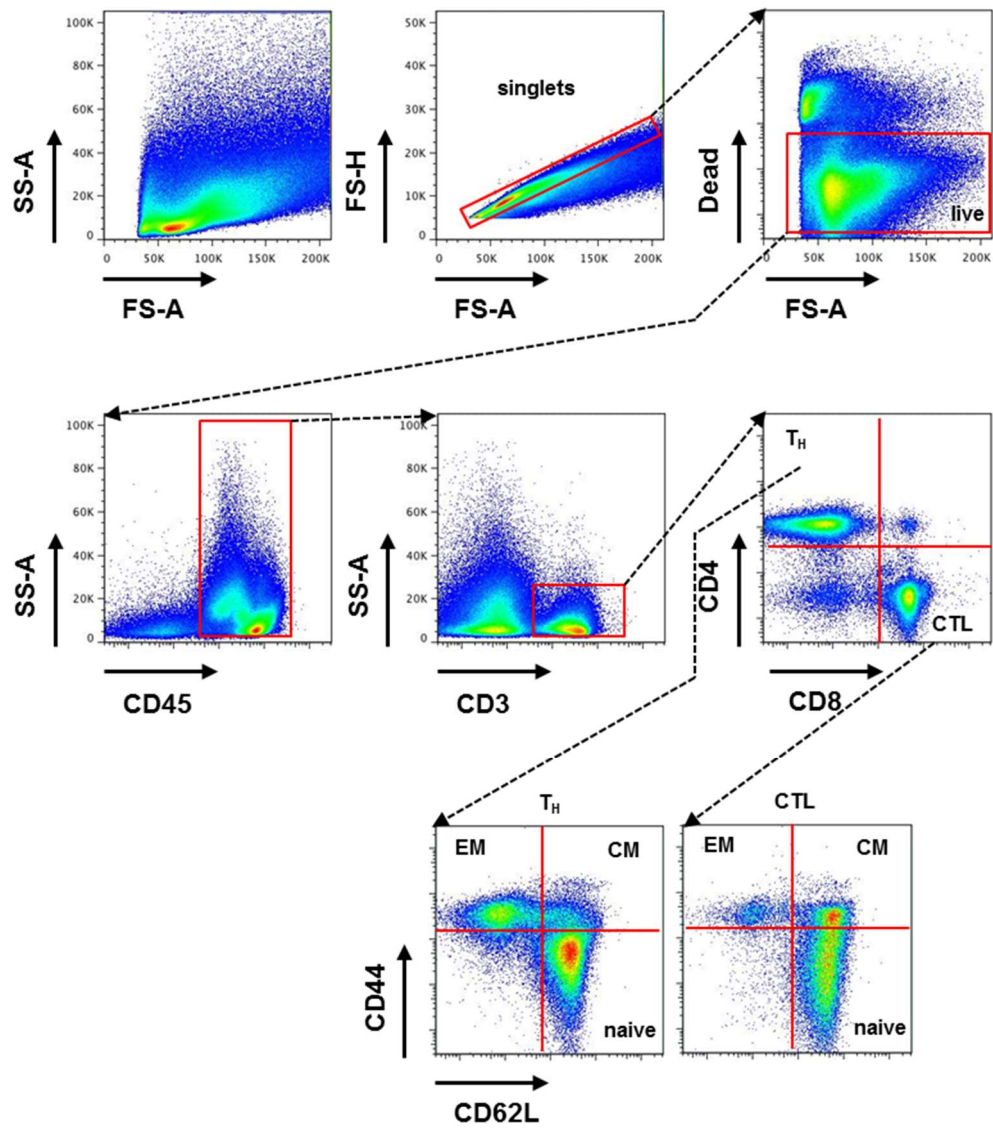 100K
80K
60K
40K
20K
0
0 50K 100K 150K 200K
SS-A
FS-A
50K
40K
30K
20K
10K
0
0 50K 100K 150K 200K
FS-H
FS-A
singlets
0 50K 100K 150K 200K
Dead
FS-A
live
100K
80K
60K
40K
20K
0
SS-A
CD45
100K
80K
60K
40K
20K
0
SS-A
CD3
TH
CTL
CD4
CD8
TH
EM CM
naive
CD44
CD62L
CTL
EM CM
naive